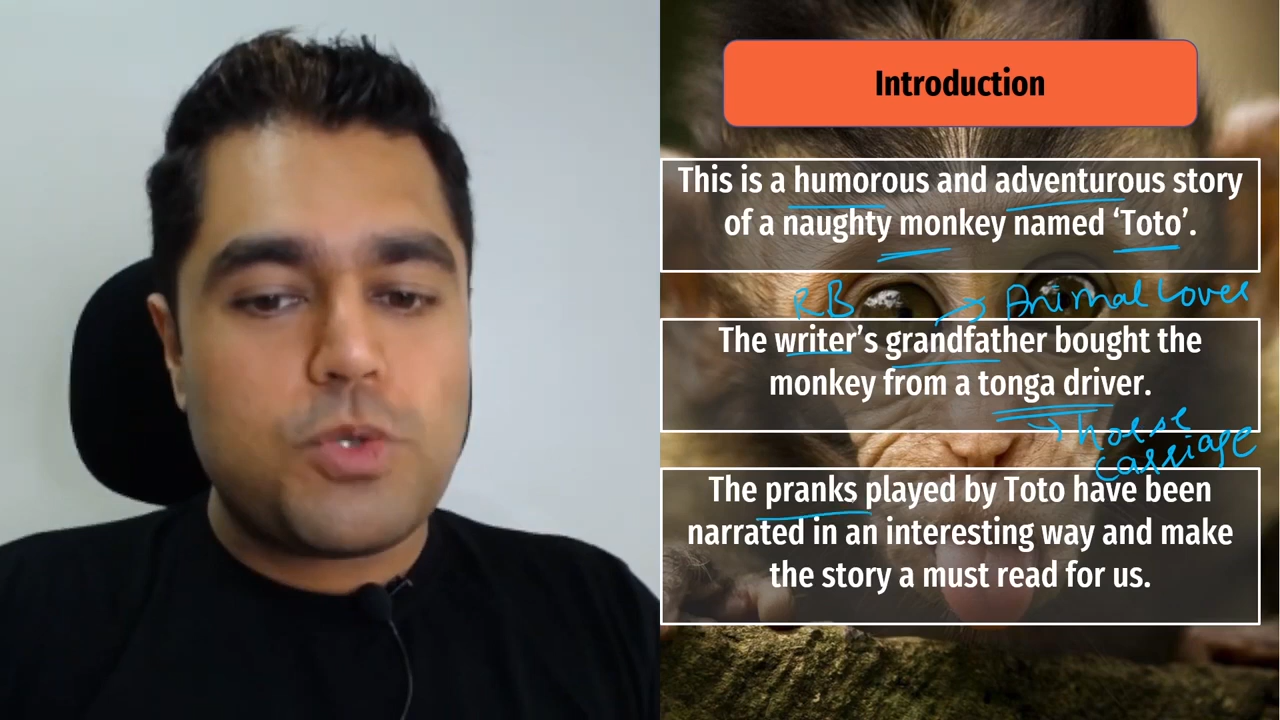 Introduction
This is a humorous and adventurous story
of a naughty monkey named ‘Toto’.
RB → Animal Lover
The writer’s grandfather bought the
monkey from a tonga driver.
→ horse
carriage
The pranks played by Toto have been
narrated in an interesting way and make
the story a must read for us.